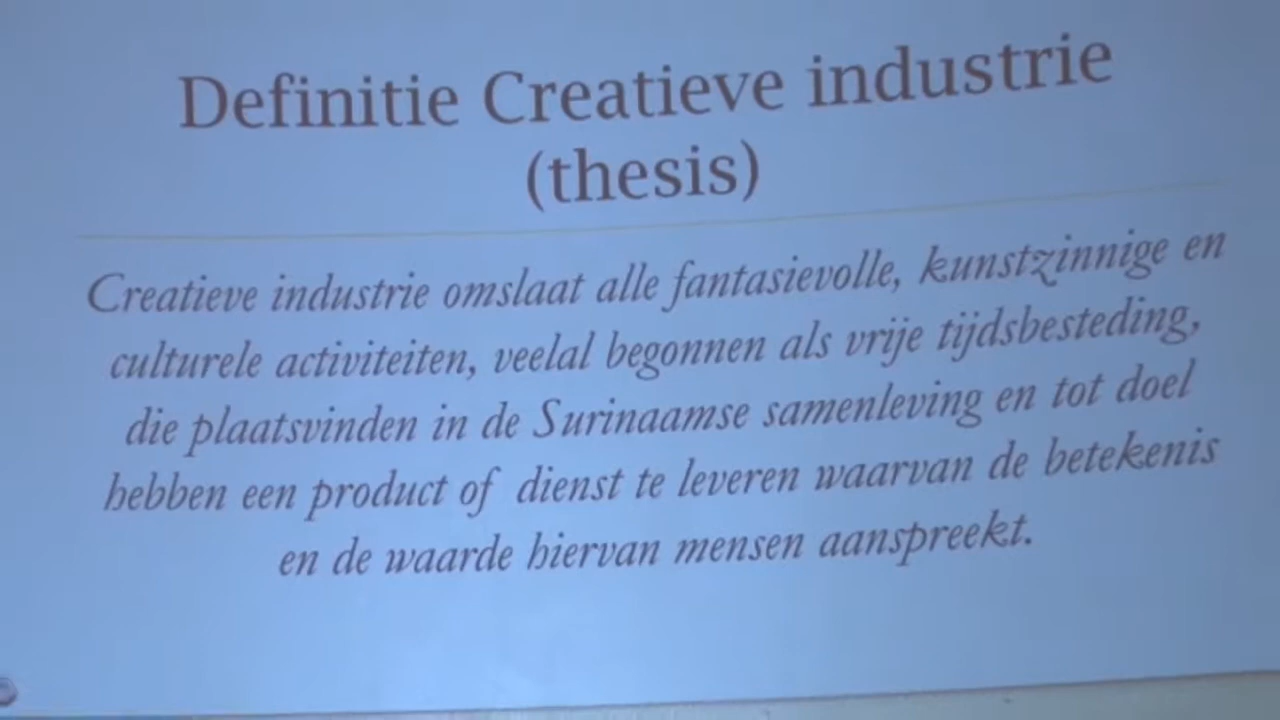 Definitie Creatieve industrie
(thesis)
Creatieve industrie omslaat alle fantasievolle, kunstzinnige en
culturele activiteiten, veelal begonnen als vrije tijdsbesteding,
die plaatsvinden in de Surinaamse samenleving en tot doel
hebben een product of dienst te leveren waarvan de betekenis
en de waarde hiervan mensen aanspreekt.